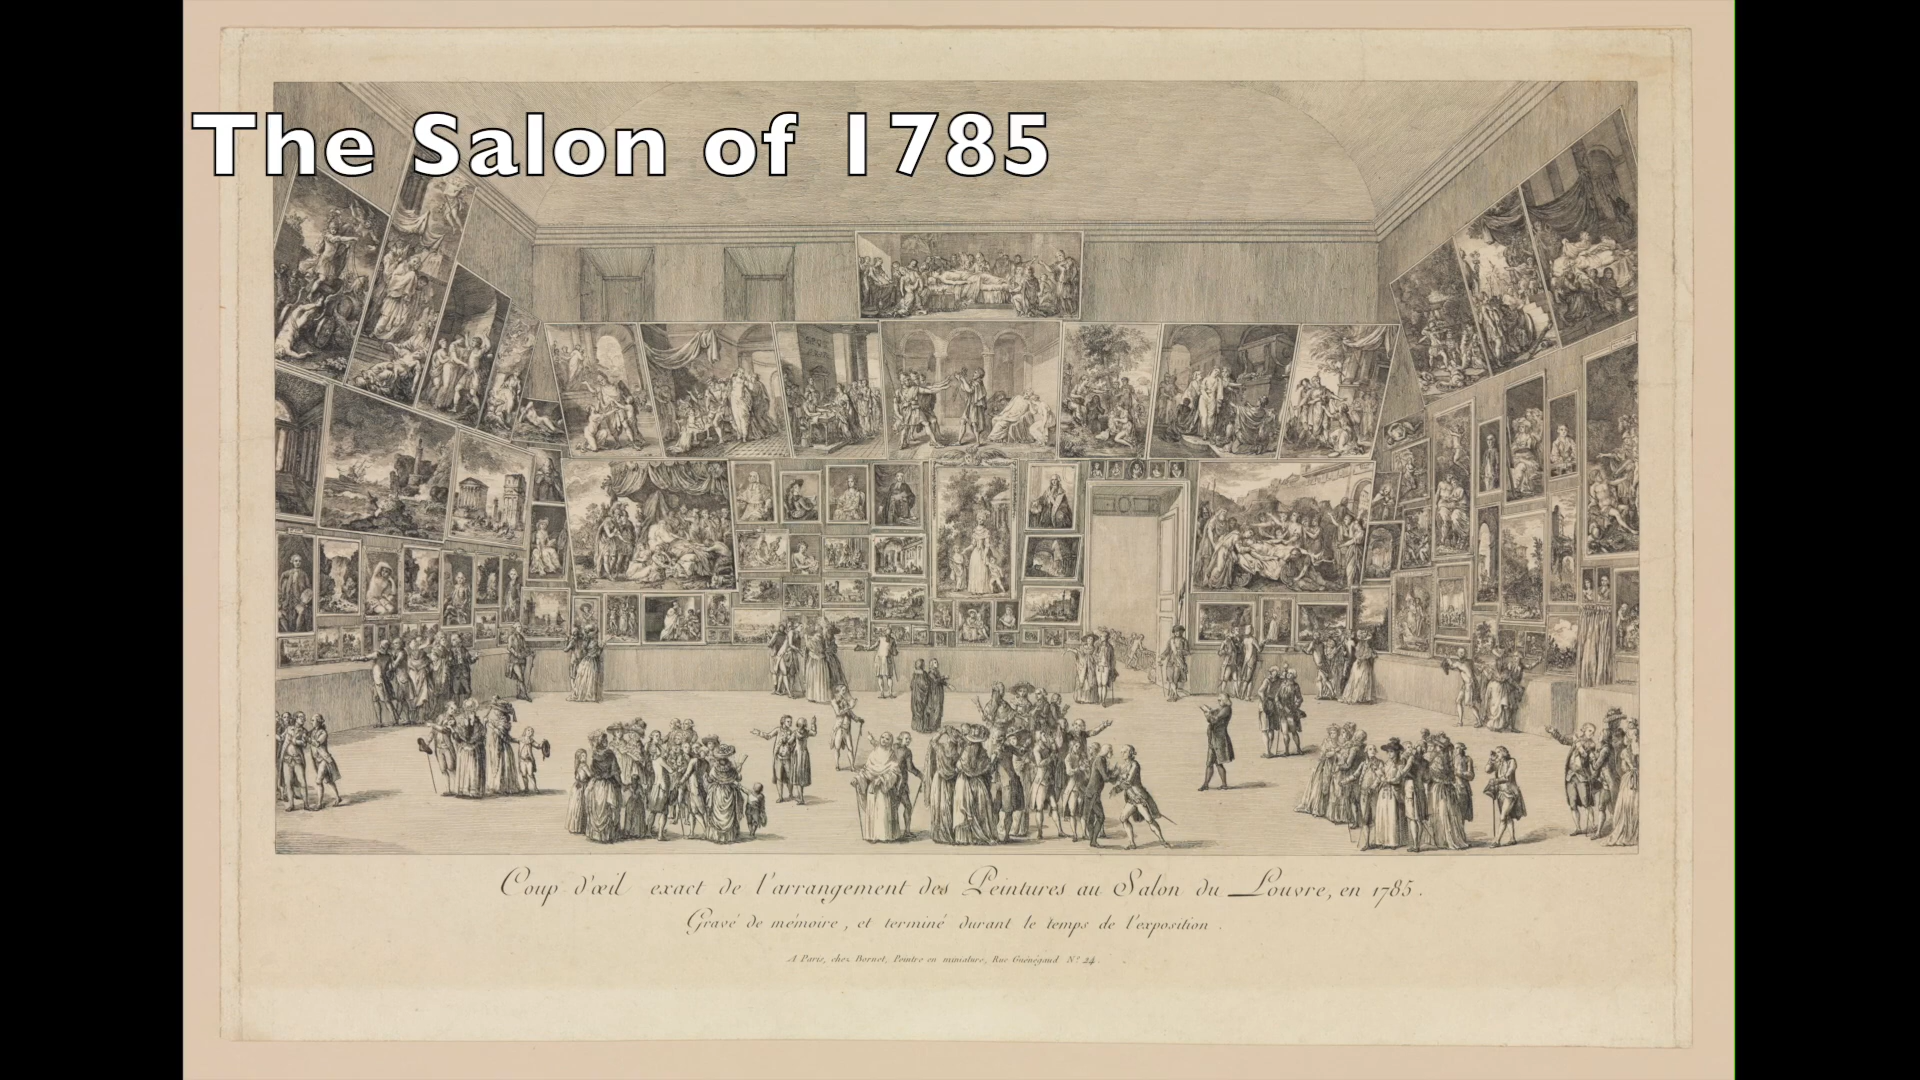 The Salon of 1785
Coup d'œil exact de l'arrangement des Peintures au Salon du Louvre, en 1785.
Gravé de mémoire, et terminé durant le temps de l'exposition.
A Paris, chez Bornet, Peintre en miniature, Rue Guénégaud N.º 24.